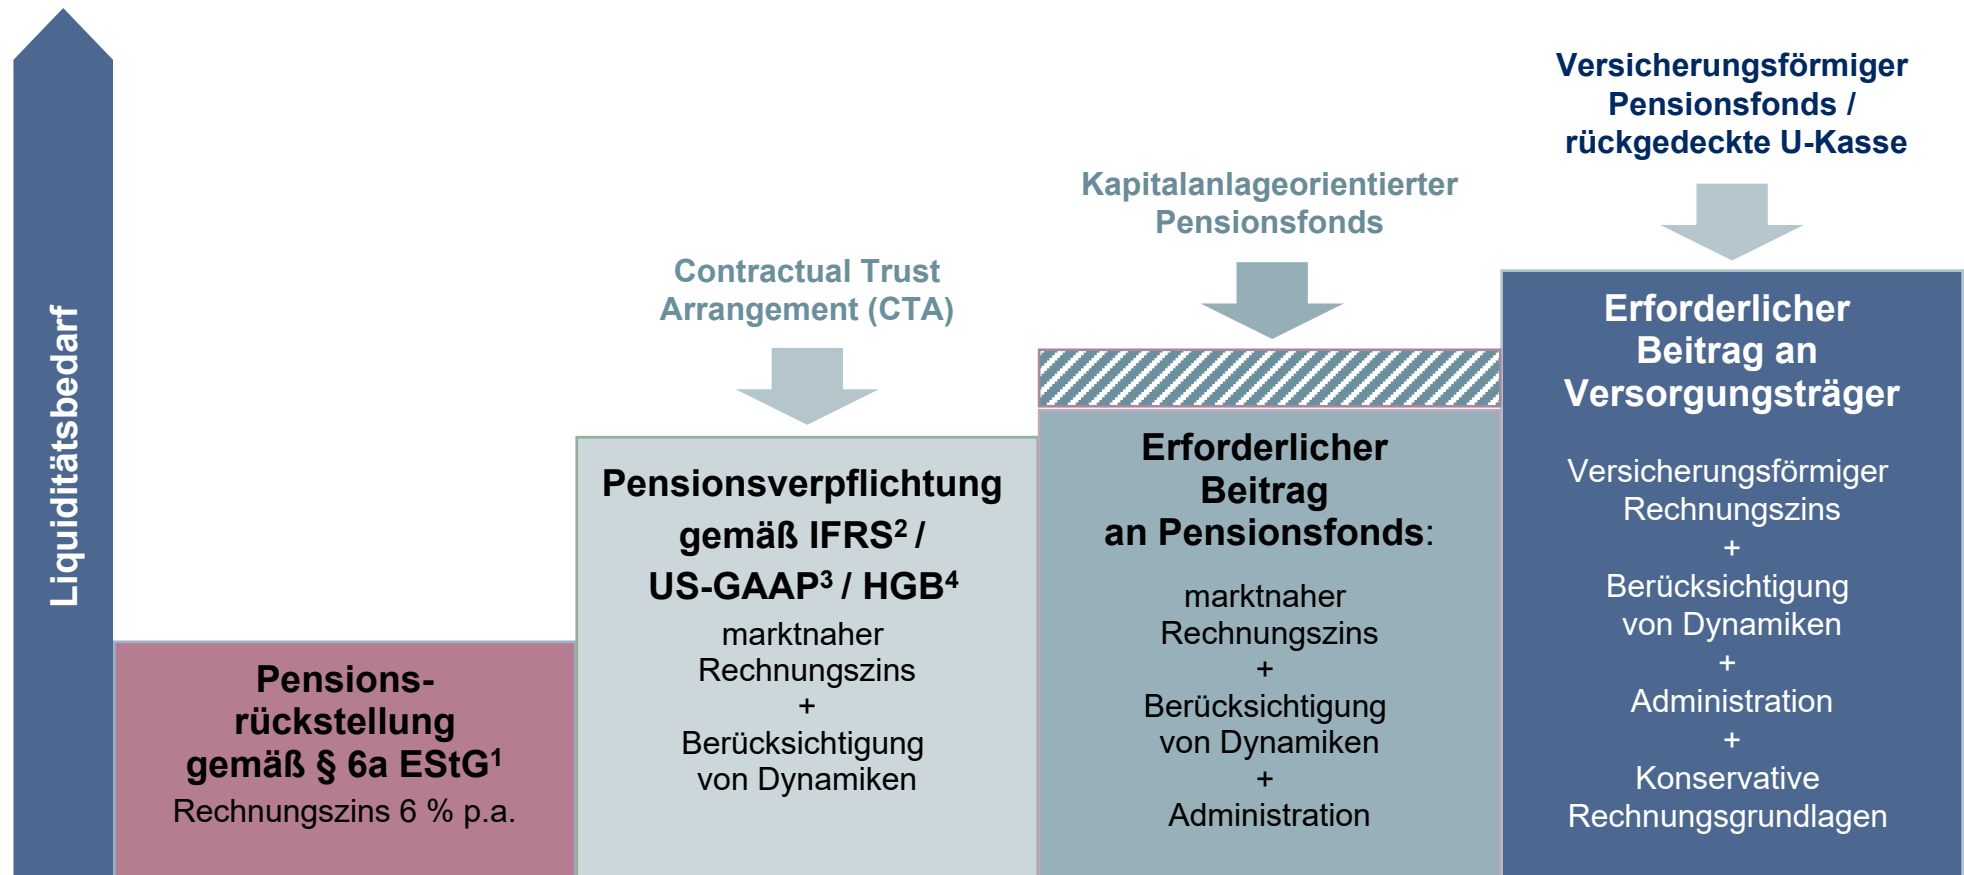 Liquiditätsbedarf
Pensions-
rückstellung
gemäß § 6a EStG¹
Rechnungszins 6 % p.a.
Contractual Trust
Arrangement (CTA)
Pensionsverpflichtung
gemäß IFRS² /
US-GAAP³ / HGB⁴
marktnaher
Rechnungszins
+
Berücksichtigung
von Dynamiken
Kapitalanlageorientierter
Pensionsfonds
Erforderlicher
Beitrag
an Pensionsfonds:
marktnaher
Rechnungszins
+
Berücksichtigung
von Dynamiken
+
Administration
Versicherungsförmiger
Pensionsfonds /
rückgedeckte U-Kasse
Erforderlicher
Beitrag an
Versorgungsträger
Versicherungsförmiger
Rechnungszins
+
Berücksichtigung
von Dynamiken
+
Administration
+
Konservative
Rechnungsgrundlagen